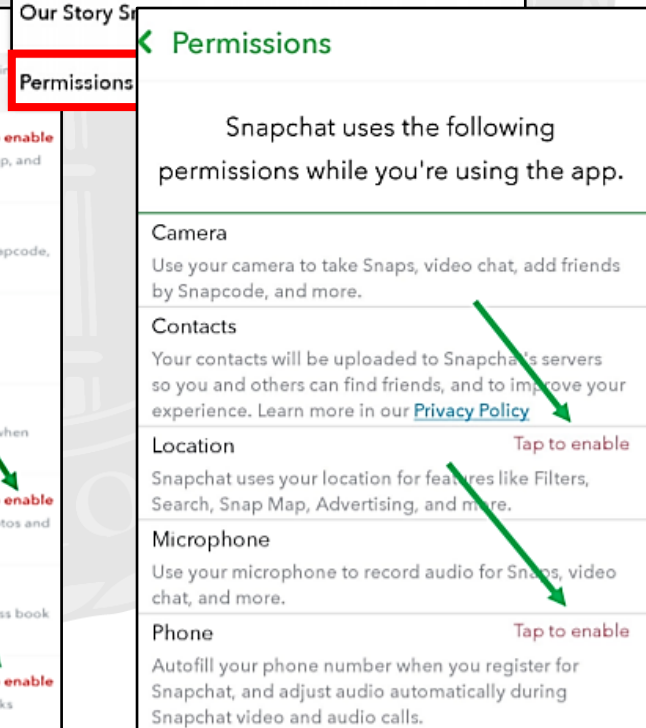 Our Story
Permissions
enable
p, and
apcode,
when
enable
tos and
ss book
enable
ks
Permissions
Snapchat uses the following
permissions while you're using the app.
Camera
Use your camera to take Snaps, video chat, add friends
by Snapcode, and more.
Contacts
Your contacts will be uploaded to Snapchat's servers
so you and others can find friends, and to improve your
experience. Learn more in our Privacy Policy
Location Tap to enable
Snapchat uses your location for features like Filters,
Search, Snap Map, Advertising, and more.
Microphone
Use your microphone to record audio for Snaps, video
chat, and more.
Phone Tap to enable
Autofill your phone number when you register for
Snapchat, and adjust audio automatically during
Snapchat video and audio calls.